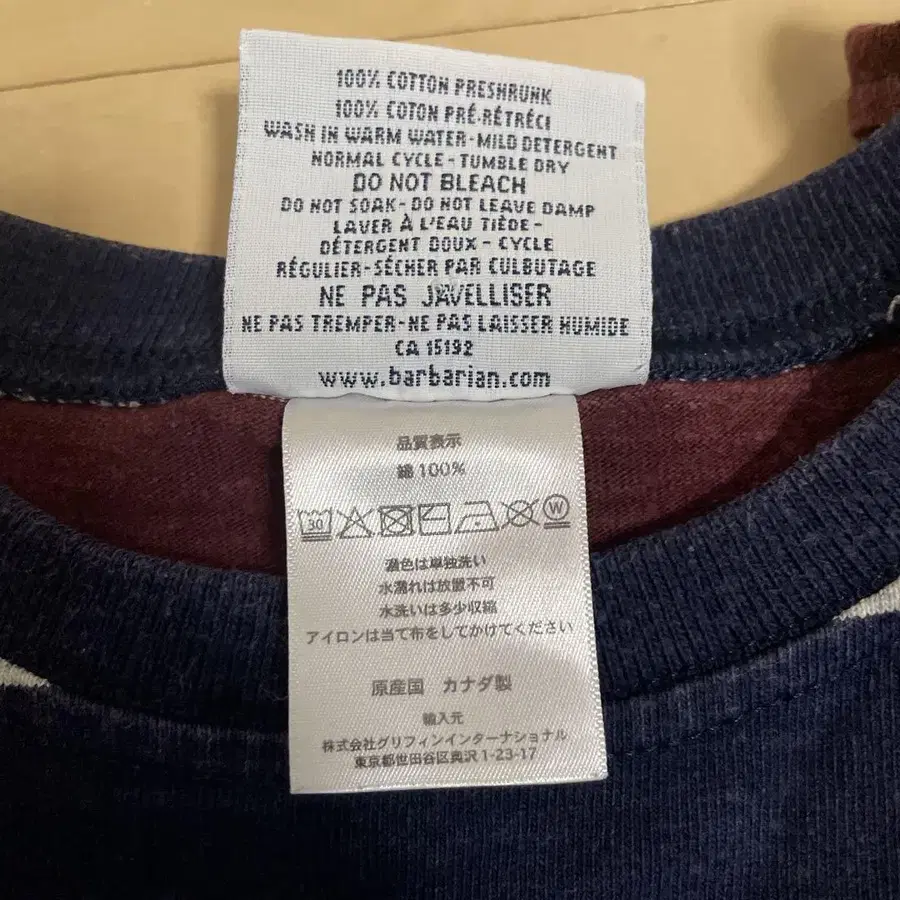 100% COTTON PRESHRUNK
100% COTON PRÉ-RÉTRÉCI
WASH IN WARM WATER-MILD DETERGENT
NORMAL CYCLE-TUMBLE DRY
DO NOT BLEACH
DO NOT SOAK-DO NOT LEAVE DAMP
LAVER À L'EAU TIÈDE-
DÉTERGENT DOUX-CYCLE
RÉGULIER-SÉCHER PAR CULBUTAGE
NE PAS JAVELLISER
NE PAS TREMPER-NE PAS LAISSER HUMIDE
CA 15192
www.barbarian.com
品質表示
綿100%
30 W
濃色は単独洗い
水濡れは放置不可
水洗いは多少収縮
アイロンは当て布をしてかけてください
原産国 カナダ製
輸入元
株式会社グリフィンインターナショナル
東京都世田谷区奥沢1-23-17